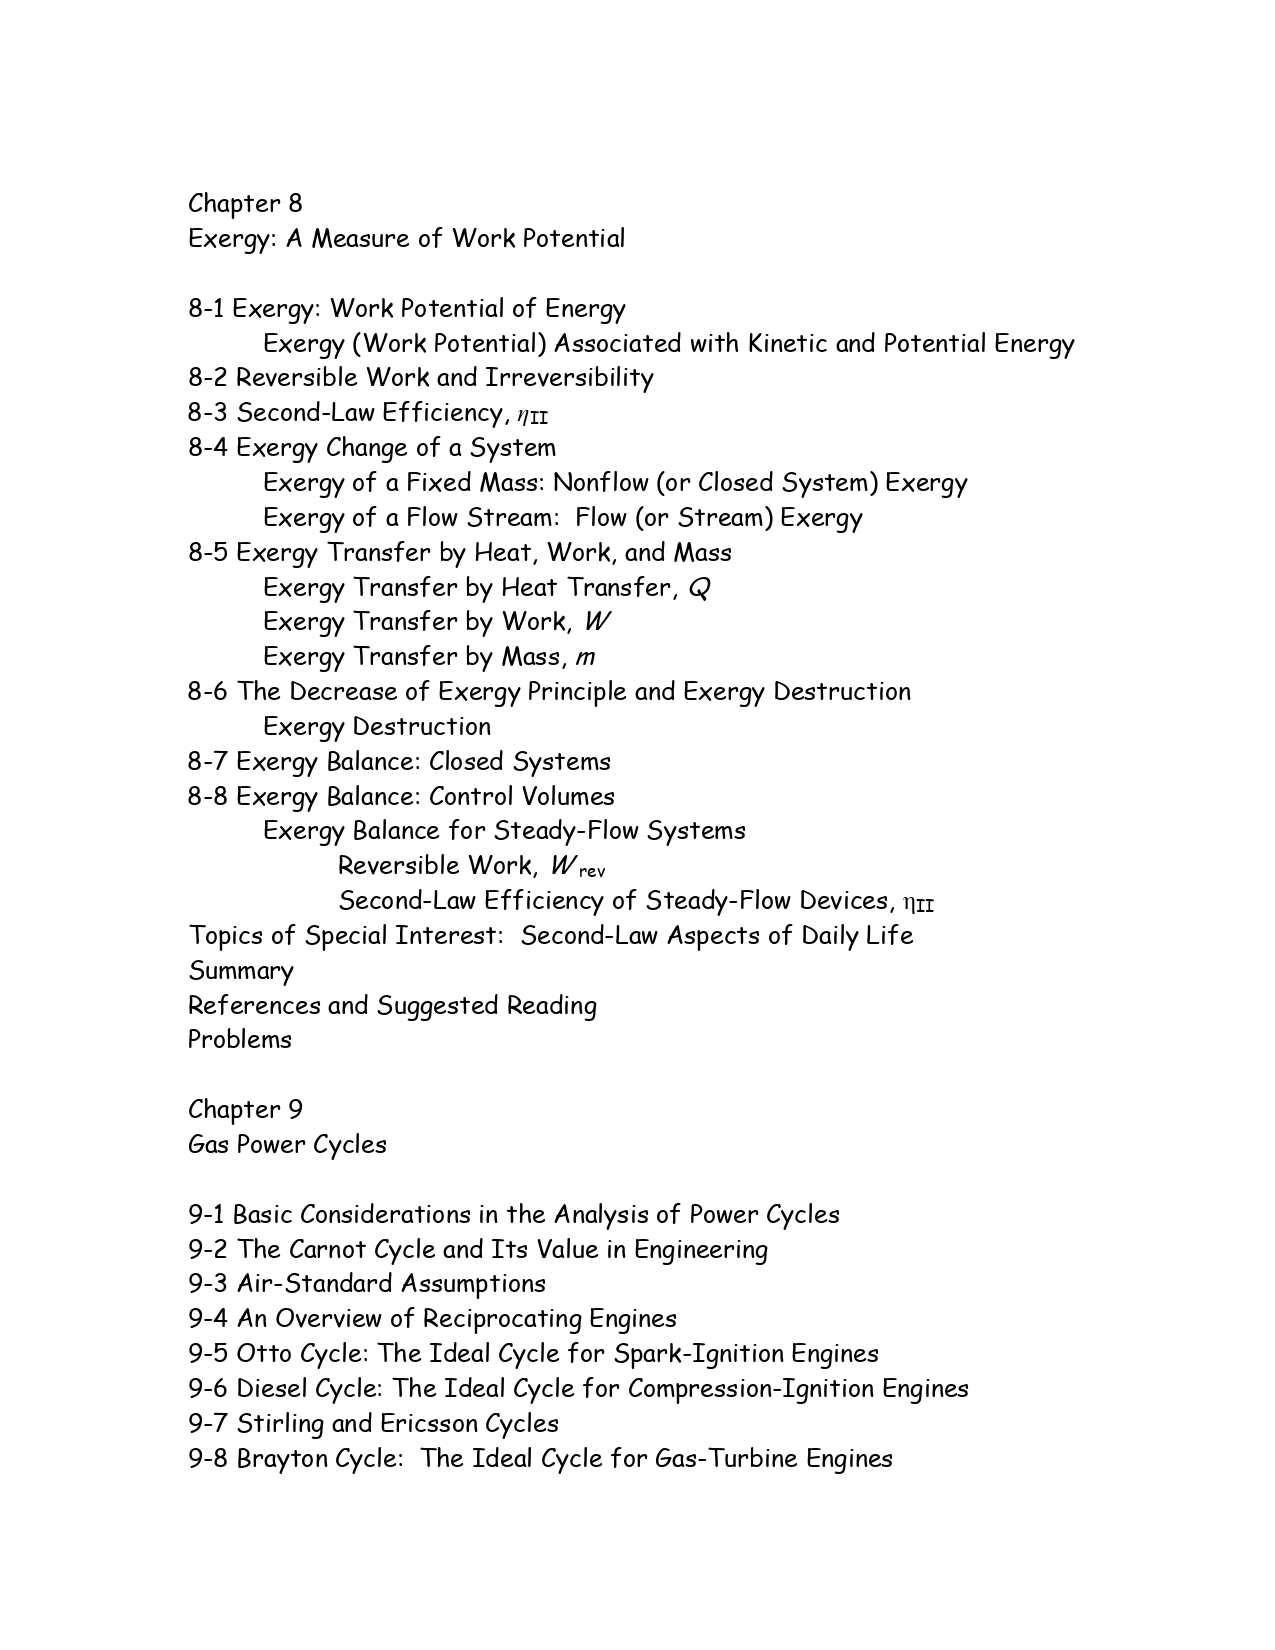 Chapter 8
Exergy: A Measure of Work Potential
8-1 Exergy: Work Potential of Energy
Exergy (Work Potential) Associated with Kinetic and Potential Energy
8-2 Reversible Work and Irreversibility
8-3 Second-Law Efficiency, ηII
8-4 Exergy Change of a System
Exergy of a Fixed Mass: Nonflow (or Closed System) Exergy
Exergy of a Flow Stream:  Flow (or Stream) Exergy
8-5 Exergy Transfer by Heat, Work, and Mass
Exergy Transfer by Heat Transfer, Q
Exergy Transfer by Work, W
Exergy Transfer by Mass, m
8-6 The Decrease of Exergy Principle and Exergy Destruction
Exergy Destruction
8-7 Exergy Balance: Closed Systems
8-8 Exergy Balance: Control Volumes
Exergy Balance for Steady-Flow Systems
Reversible Work, W rev
Second-Law Efficiency of Steady-Flow Devices, ηII
Topics of Special Interest:  Second-Law Aspects of Daily Life
Summary
References and Suggested Reading
Problems
Chapter 9
Gas Power Cycles
9-1 Basic Considerations in the Analysis of Power Cycles
9-2 The Carnot Cycle and Its Value in Engineering
9-3 Air-Standard Assumptions
9-4 An Overview of Reciprocating Engines
9-5 Otto Cycle: The Ideal Cycle for Spark-Ignition Engines
9-6 Diesel Cycle: The Ideal Cycle for Compression-Ignition Engines
9-7 Stirling and Ericsson Cycles
9-8 Brayton Cycle:  The Ideal Cycle for Gas-Turbine Engines